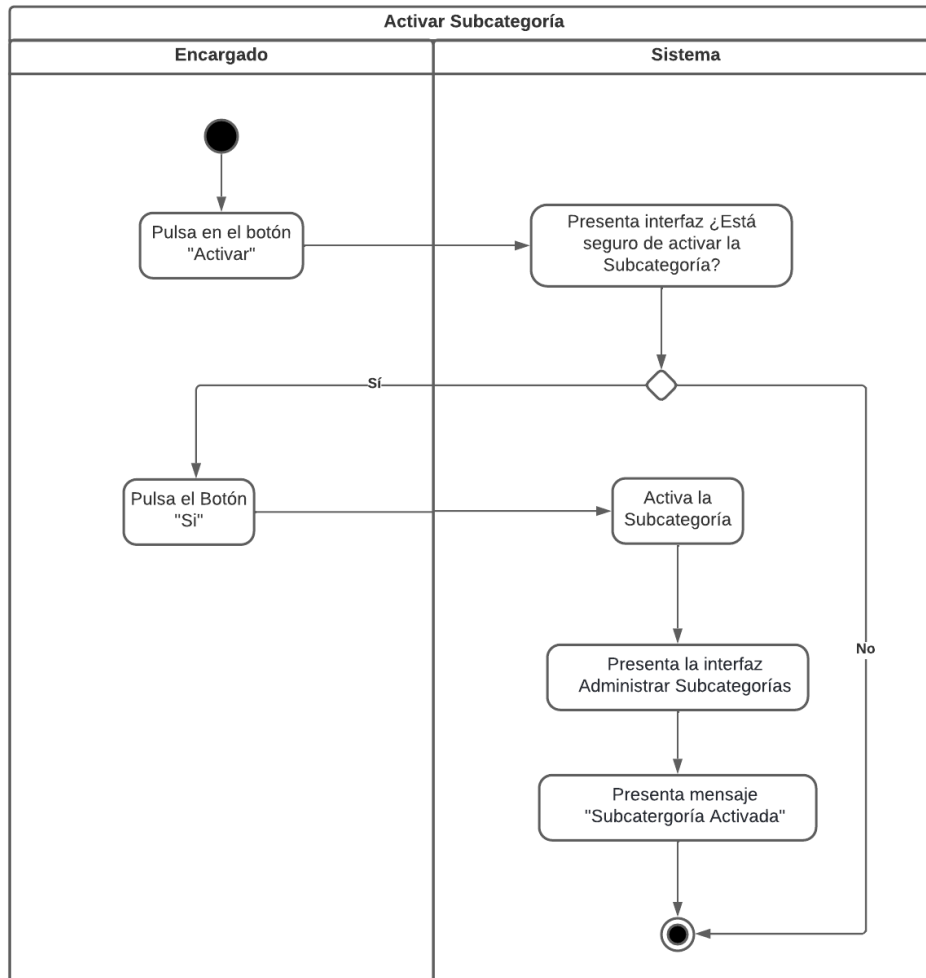 Activar Subcategoría
Encargado
Sistema
Pulsa en el botón
"Activar"
Presenta interfaz ¿Está
seguro de activar la
Subcategoría?
Sí
Pulsa el Botón
"Si"
Activa la
Subcategoría
No
Presenta la interfaz
Administrar Subcategorías
Presenta mensaje
"Subcatergoría Activada"